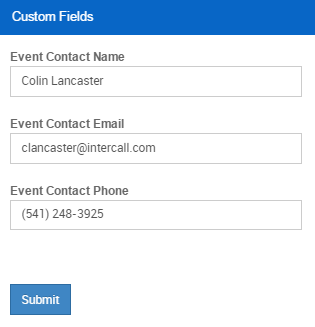 Custom Fields
Event Contact Name
Colin Lancaster
Event Contact Email
clancaster@intercall.com
Event Contact Phone
(541) 248-3925
Submit